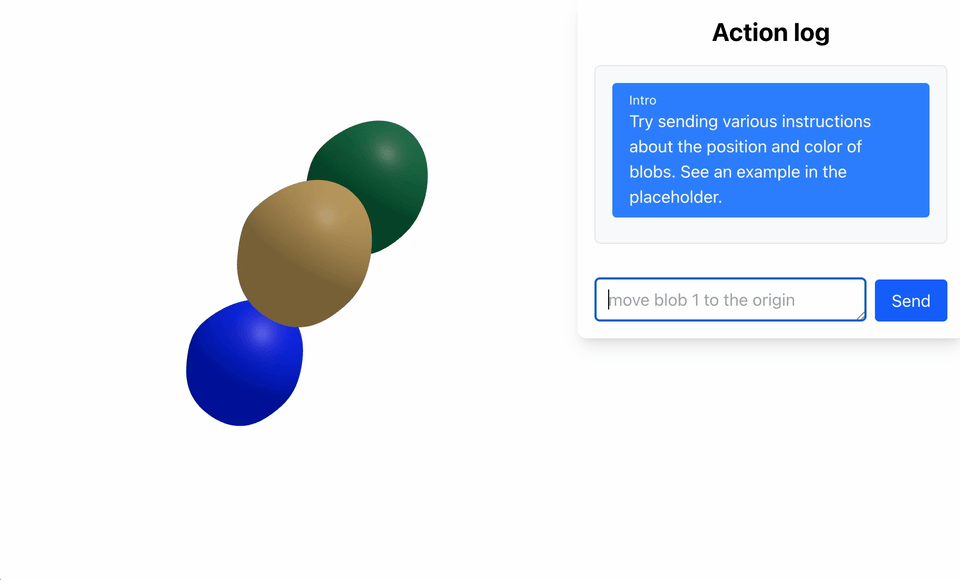 Action log
Intro
Try sending various instructions
about the position and color of
blobs. See an example in the
placeholder.
move blob 1 to the origin
Send